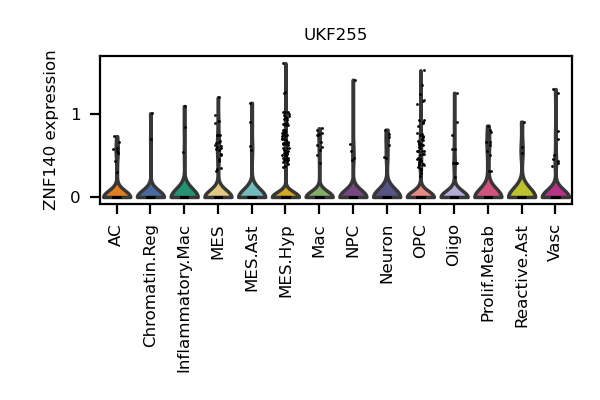 UKF255
ZNF140 expression
1
0
AC
Chromatin.Reg
Inflammatory.Mac
MES
MES.Ast
MES.Hyp
Mac
NPC
Neuron
OPC
Oligo
Prolif.Metab
Reactive.Ast
Vasc